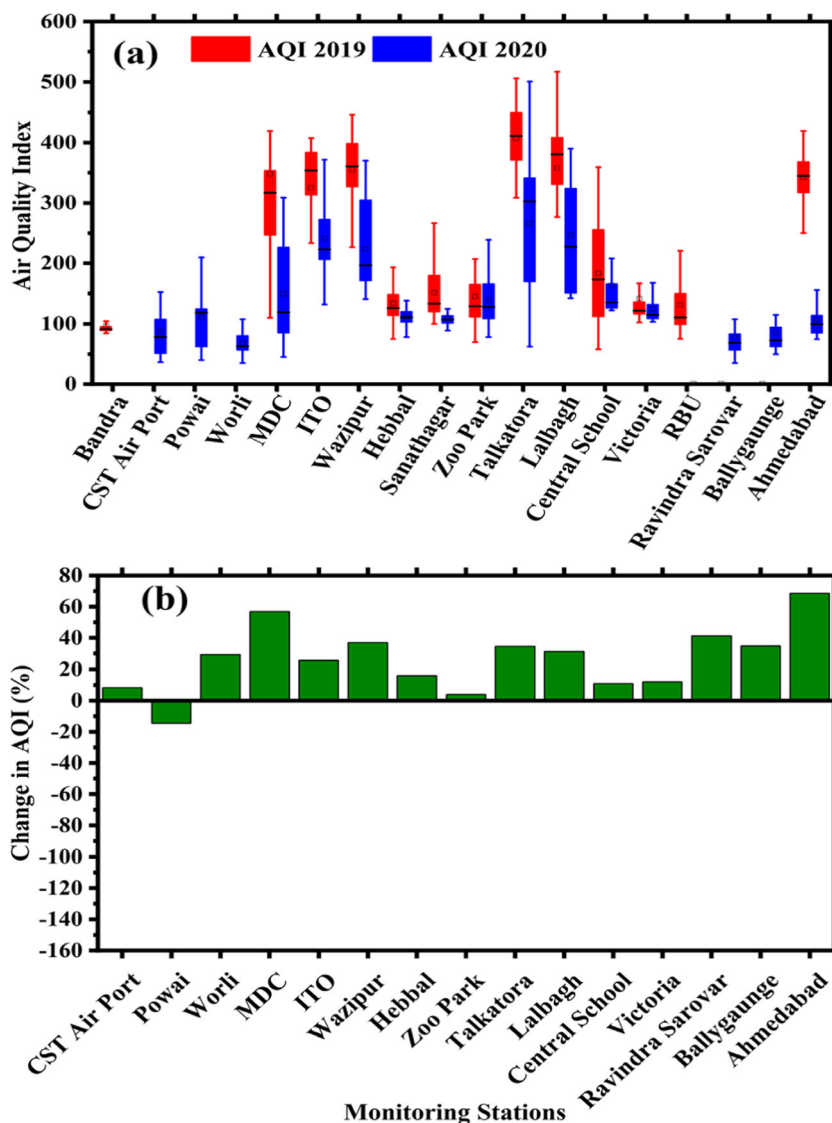 (a)
AQI 2019
AQI 2020
Air Quality Index
600
500
400
300
200
100
0
Bandra
CST Air Port
Powai
Worli
MDC
ITO
Wazipur
Hebbal
Sanathagar
Zoo Park
Talkatora
Lalbagh
Central School
Victoria
RBU
Ravindra Sarovar
Ballygaunge
Ahmedabad
(b)
Change in AQI (%)
80
60
40
20
0
-20
-40
-60
-80
-100
-120
-140
-160
CST Air Port
Powai
Worli
MDC
ITO
Wazipur
Hebbal
Zoo Park
Talkatora
Lalbagh
Central School
Victoria
Ravindra Sarovar
Ballygaunge
Ahmedabad
Monitoring Stations